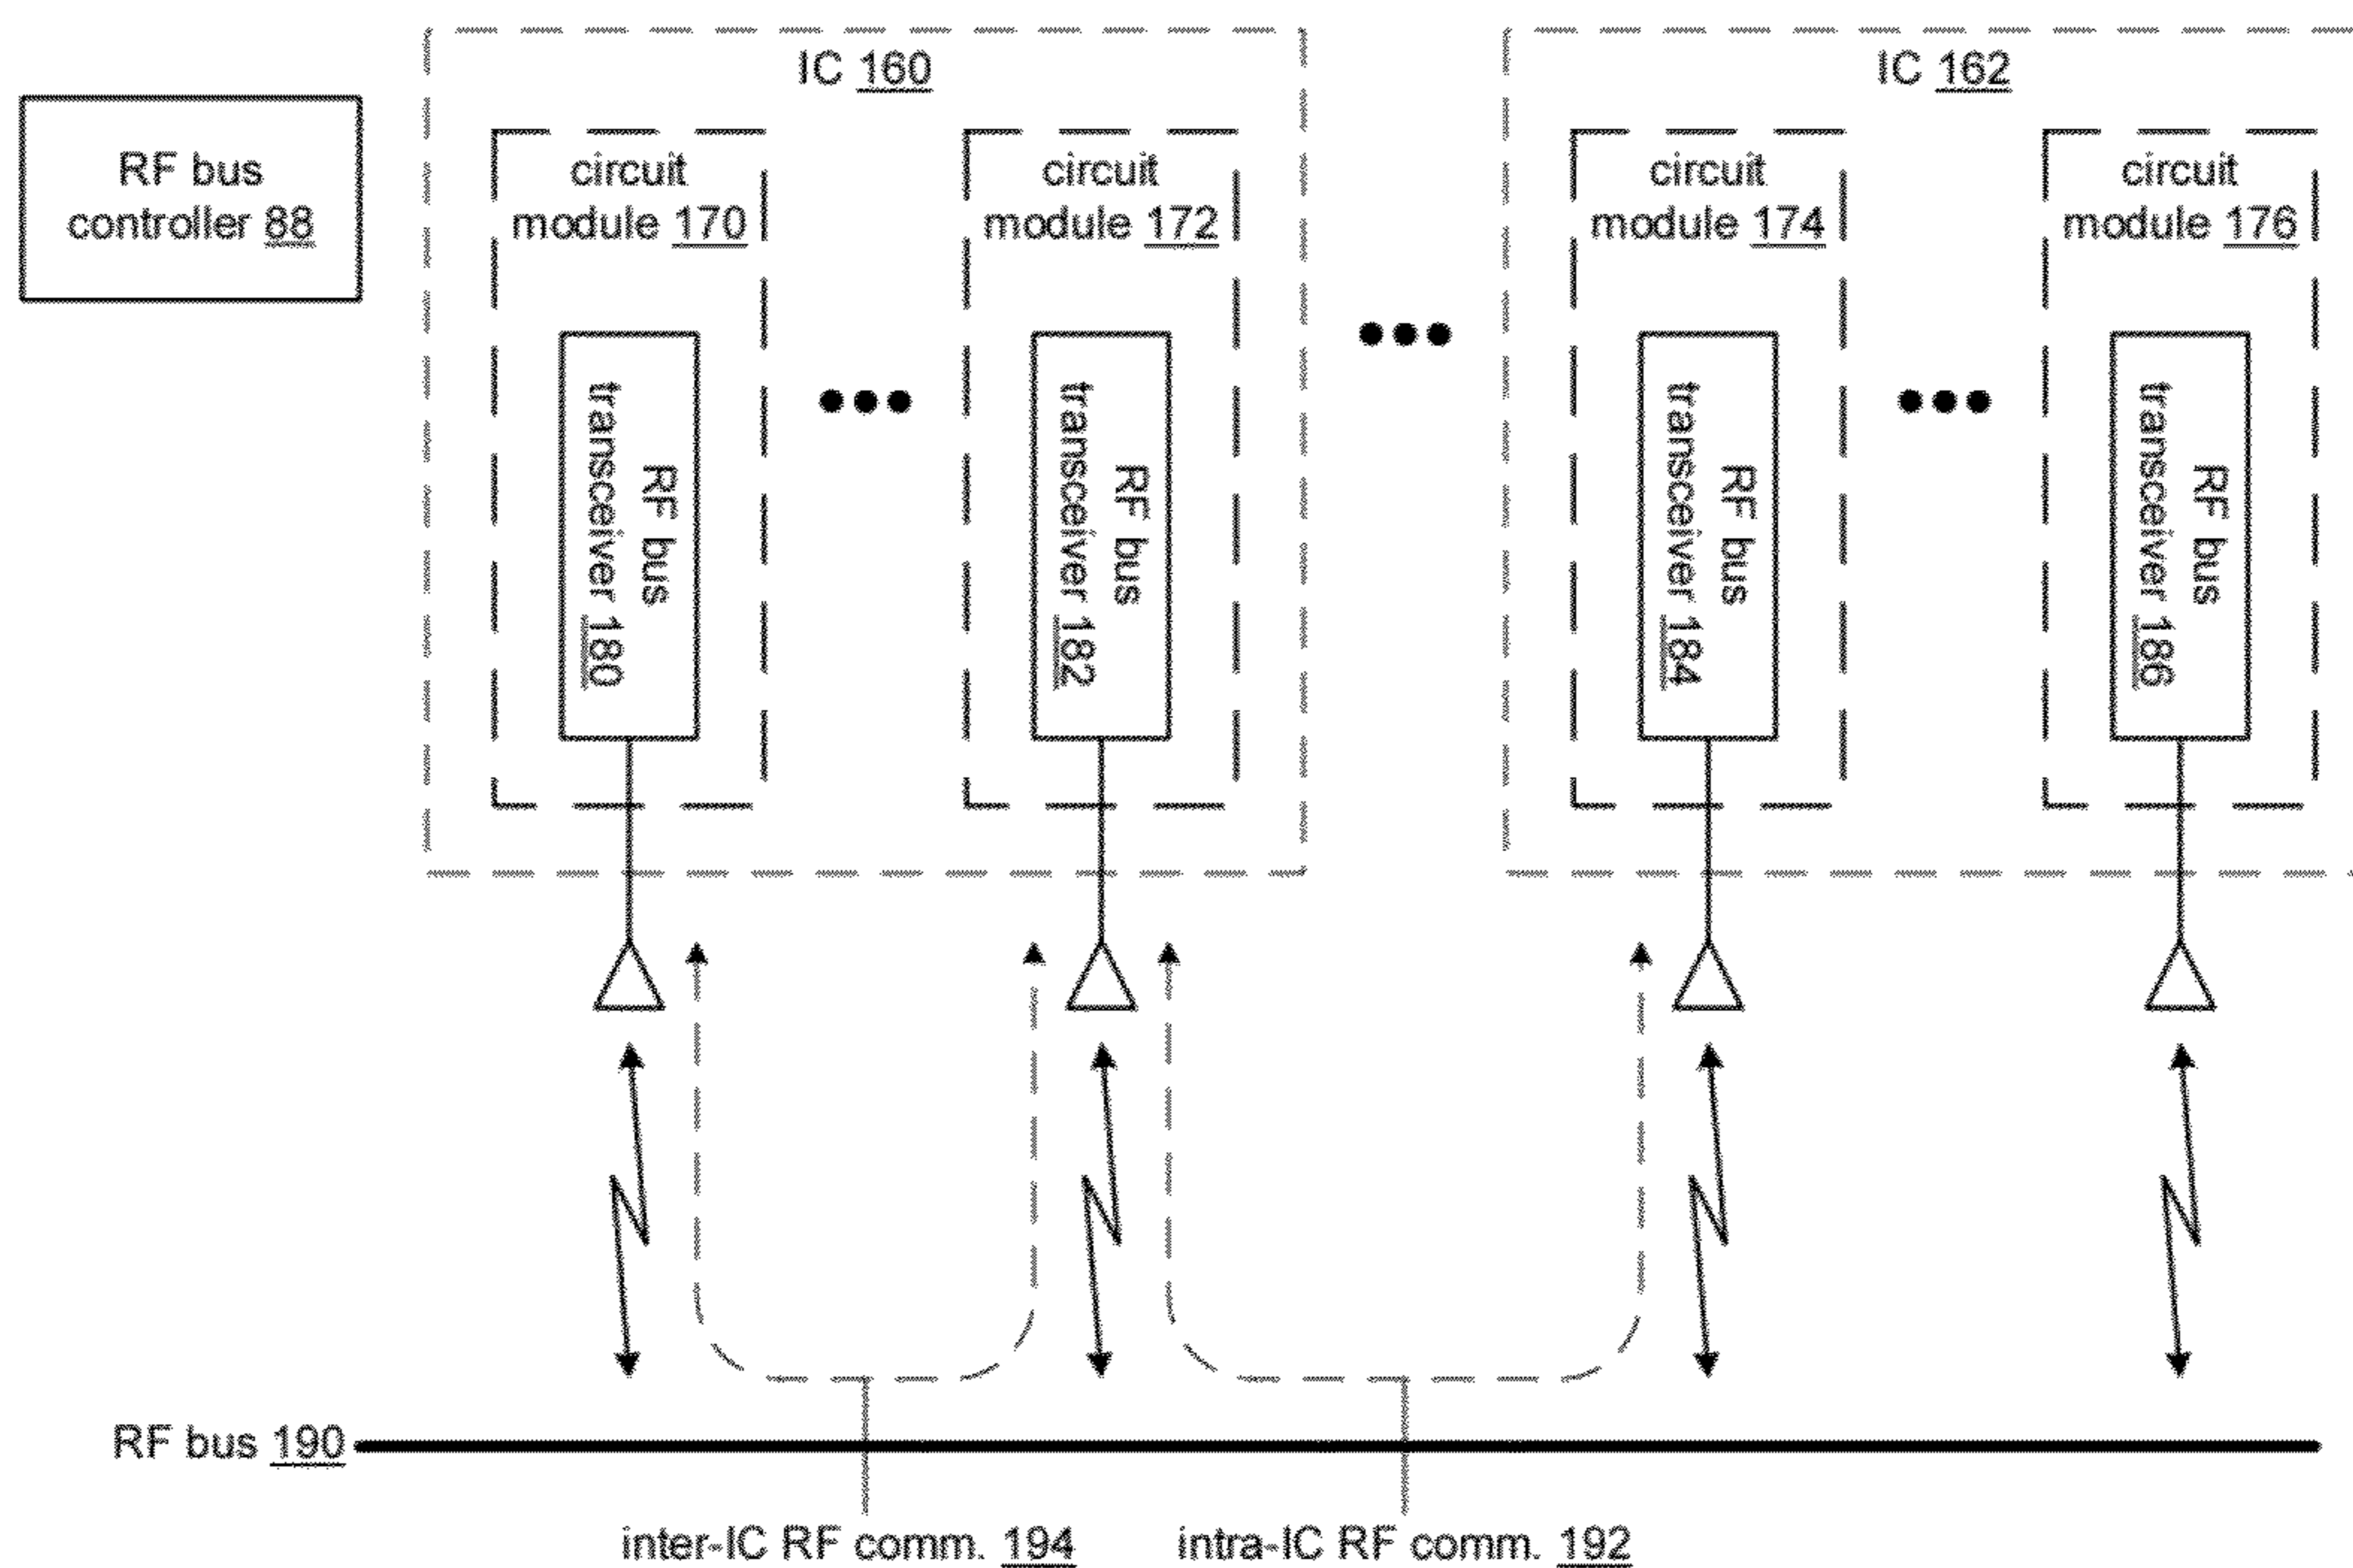 IC 160
IC 162
RF bus
controller 88
circuit
module 170
circuit
module 172
circuit
module 174
circuit
module 176
RF bus
transceiver 180
RF bus
transceiver 182
RF bus
transceiver 184
RF bus
transceiver 186
RF bus 190
inter-IC RF comm. 194
intra-IC RF comm. 192